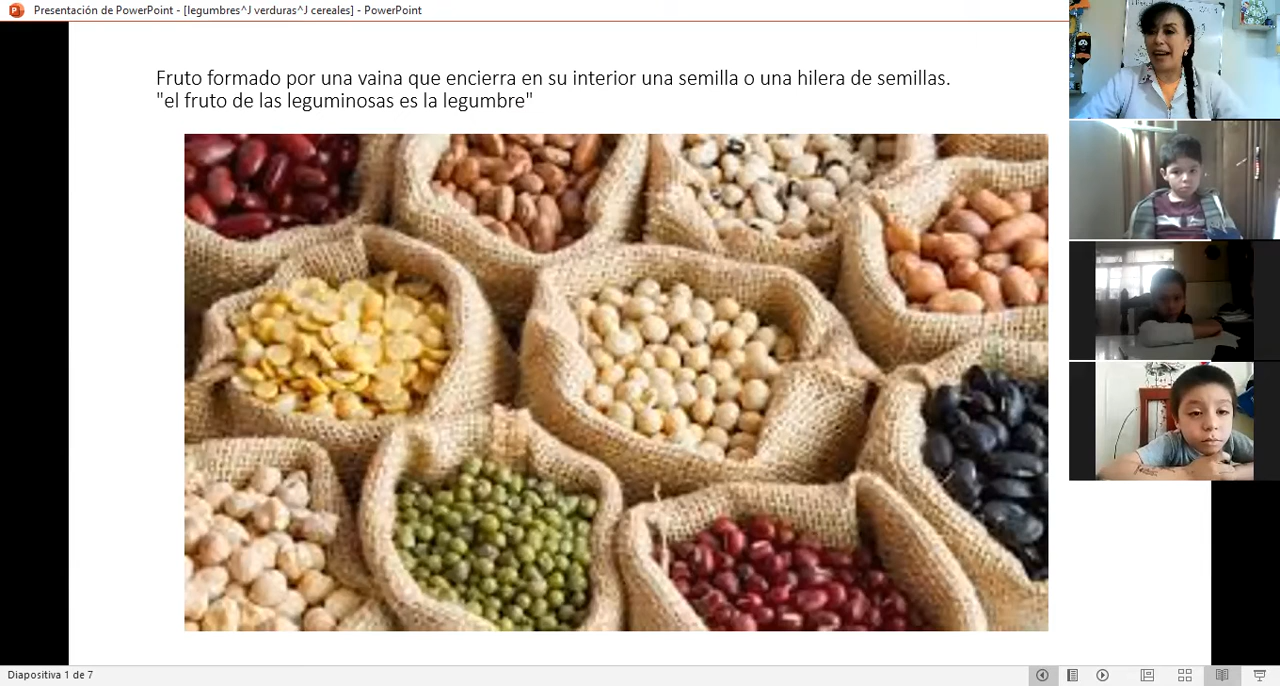 Presentación de PowerPoint - [legumbres^J verduras^J cereales] - PowerPoint
Fruto formado por una vaina que encierra en su interior una semilla o una hilera de semillas.
"el fruto de las leguminosas es la legumbre"
Diapositiva 1 de 7